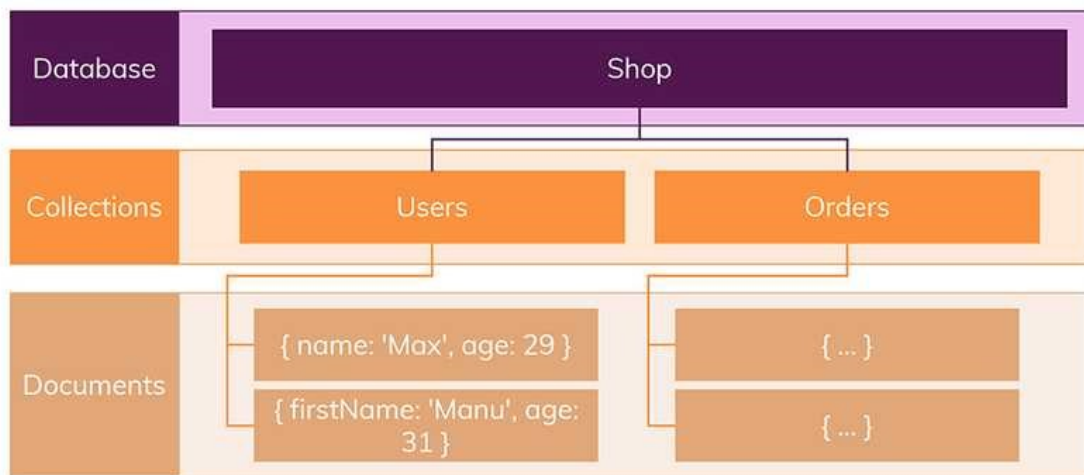 Database
Shop
Collections
Users
Orders
Documents
{ name: 'Max', age: 29 }
{ ... }
{ firstName: 'Manu', age:
31 }
{ ... }